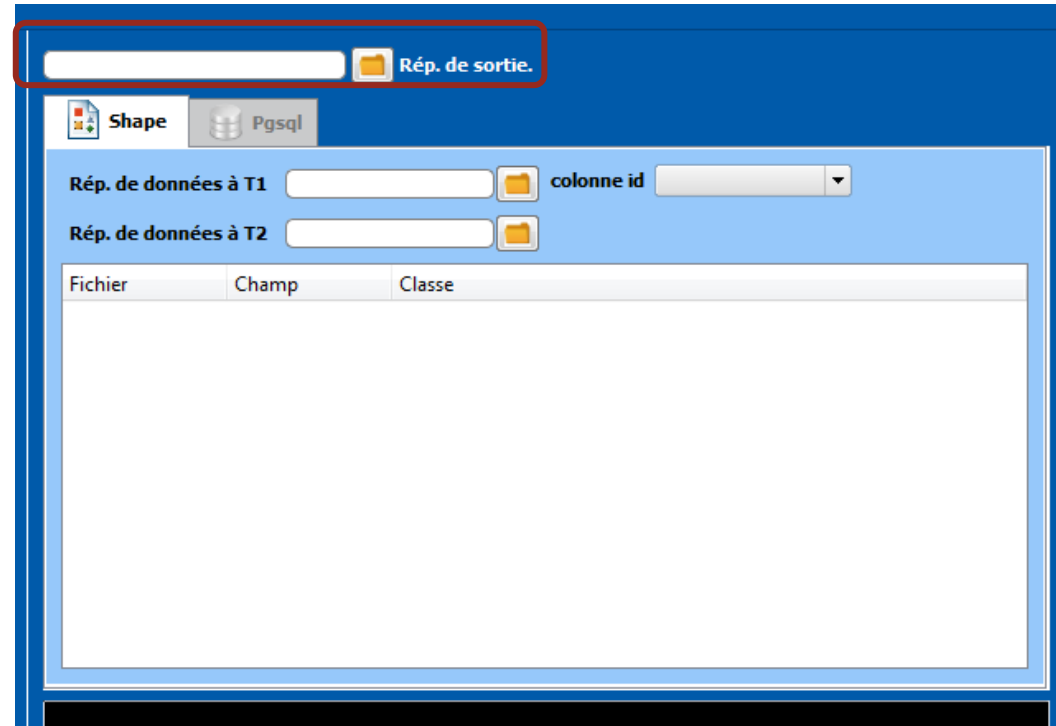 Rép. de sortie.
Shape Pgsql
Rép. de données à T1 colonne id
Rép. de données à T2
Fichier Champ Classe